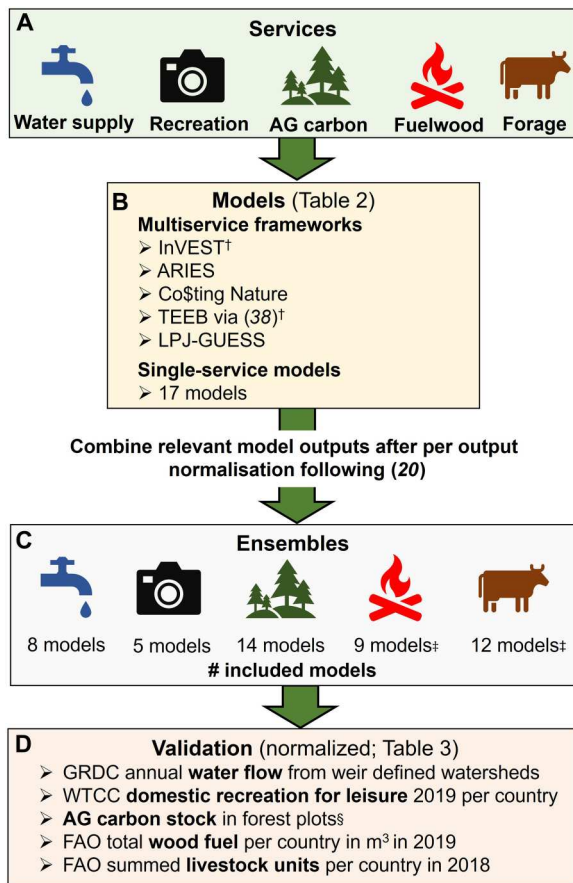 A
Services
Water supply Recreation AG carbon Fuelwood Forage
B Models (Table 2)
Multiservice frameworks
➢ InVEST†
➢ ARIES
➢ Co$ting Nature
➢ TEEB via (38)†
➢ LPJ-GUESS
Single-service models
➢ 17 models
Combine relevant model outputs after per output
normalisation following (20)
C
Ensembles
8 models 5 models 14 models 9 models‡ 12 models‡
# included models
D Validation (normalized; Table 3)
➢ GRDC annual water flow from weir defined watersheds
➢ WTCC domestic recreation for leisure 2019 per country
➢ AG carbon stock in forest plots§
➢ FAO total wood fuel per country in m³ in 2019
➢ FAO summed livestock units per country in 2018